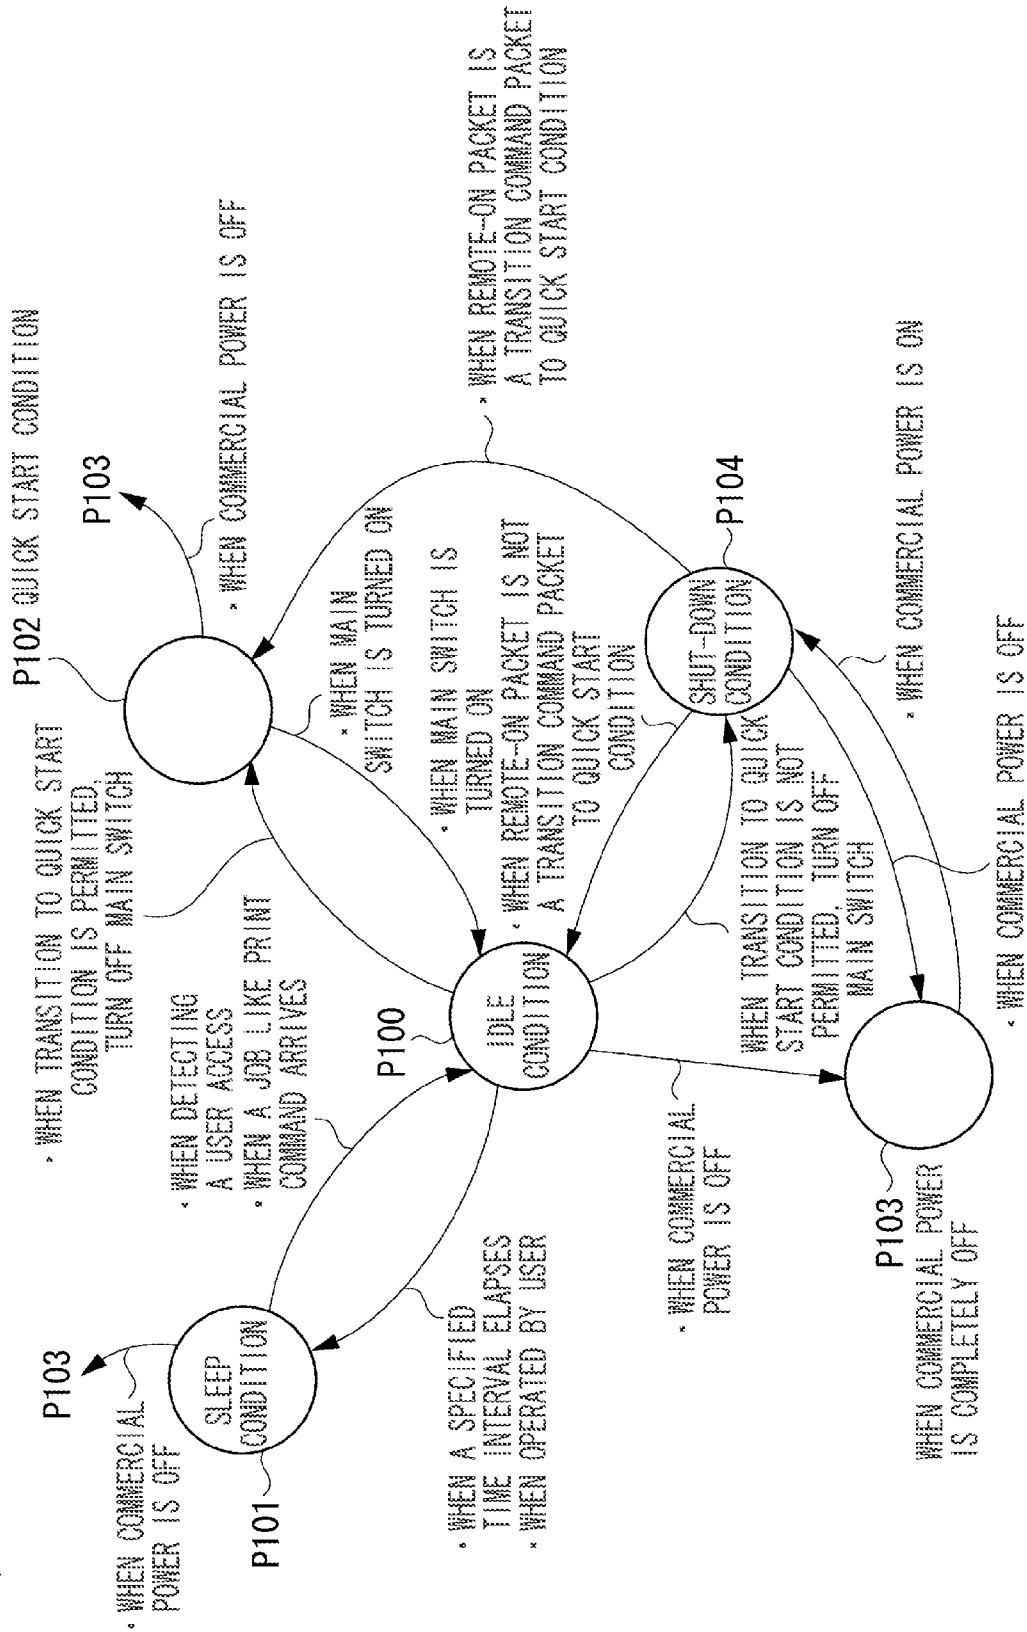 P102 QUICK START CONDITION
* WHEN TRANSITION TO QUICK START
CONDITION IS PERMITTED,
TURN OFF MAIN SWITCH
P103
* WHEN COMMERCIAL POWER IS OFF
* WHEN MAIN
SWITCH IS TURNED ON
* WHEN REMOTE-ON PACKET IS
A TRANSITION COMMAND PACKET
TO QUICK START CONDITION
P103
* WHEN COMMERCIAL
POWER IS OFF
SLEEP
CONDITION
P101
* WHEN DETECTING
A USER ACCESS
* WHEN A JOB LIKE PRINT
COMMAND ARRIVES
* WHEN A SPECIFIED
TIME INTERVAL ELAPSES
* WHEN OPERATED BY USER
P100
IDLE
CONDITION
* WHEN MAIN SWITCH IS
TURNED ON
* WHEN REMOTE-ON PACKET IS NOT
A TRANSITION COMMAND PACKET
TO QUICK START
CONDITION
SHUT-DOWN
CONDITION
P104
WHEN TRANSITION TO QUICK
START CONDITION IS NOT
PERMITTED, TURN OFF
MAIN SWITCH
* WHEN COMMERCIAL
POWER IS OFF
P103
WHEN COMMERCIAL POWER
IS COMPLETELY OFF
* WHEN COMMERCIAL POWER IS ON
* WHEN COMMERCIAL POWER IS OFF